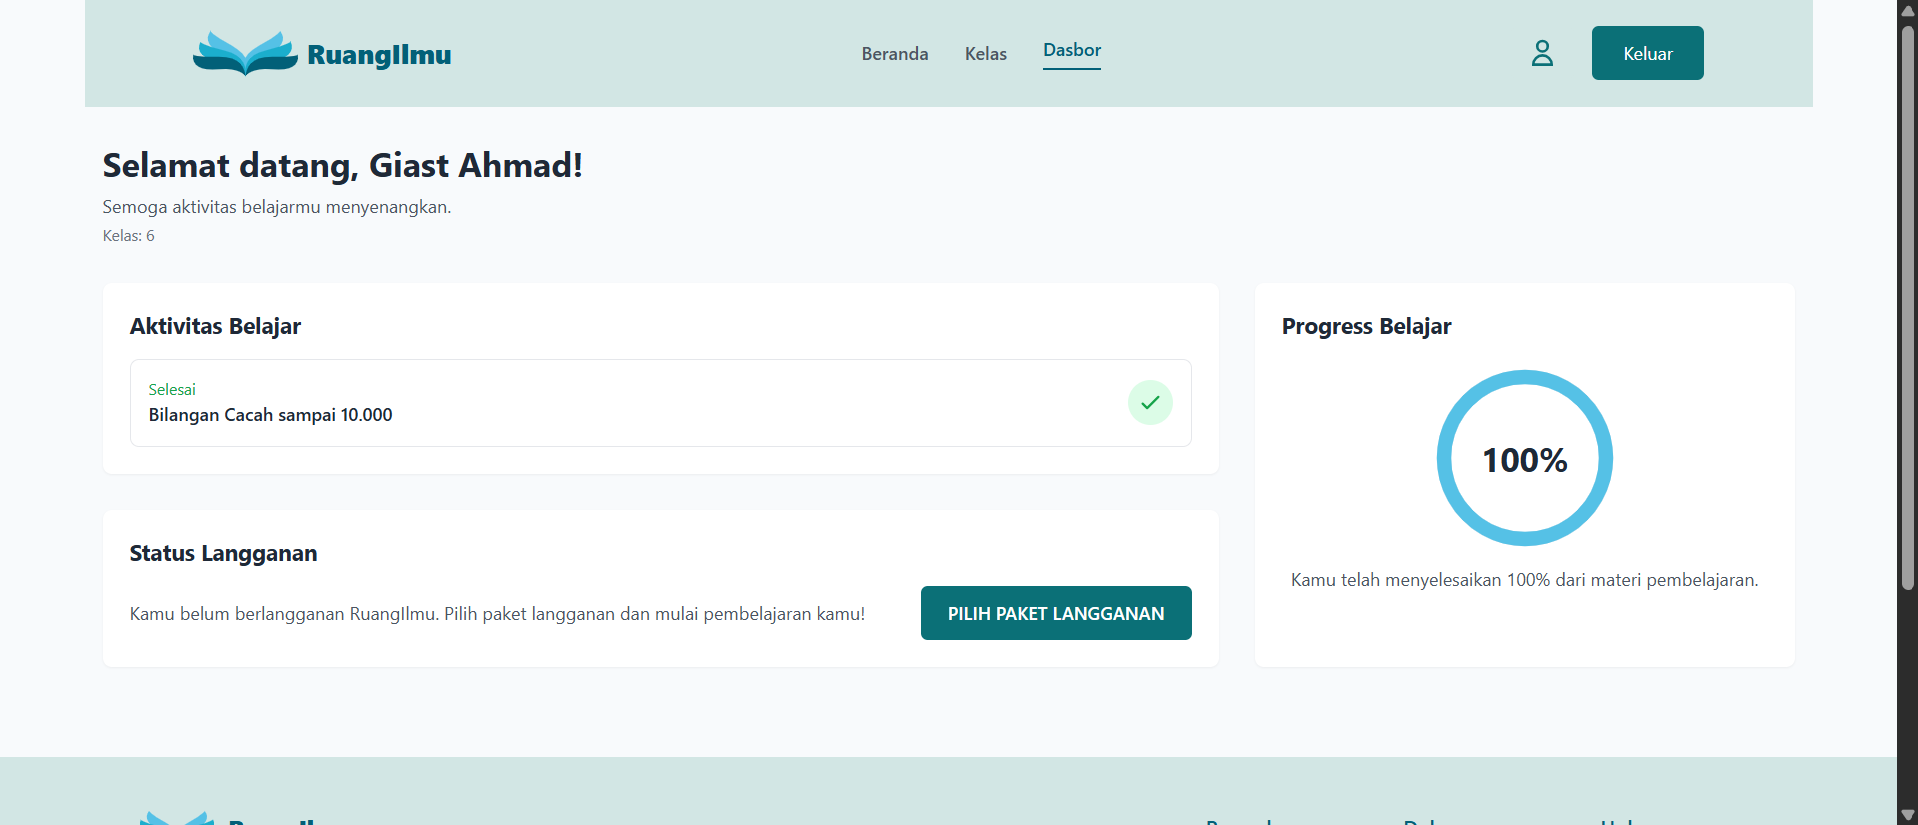 RuangIlmu
Beranda
Kelas
Dasbor
Keluar
Selamat datang, Giast Ahmad!
Semoga aktivitas belajarmu menyenangkan.
Kelas: 6
Aktivitas Belajar
Selesai
Bilangan Cacah sampai 10.000
Status Langganan
Kamu belum berlangganan RuangIlmu. Pilih paket langganan dan mulai pembelajaran kamu!
PILIH PAKET LANGGANAN
Progress Belajar
100%
Kamu telah menyelesaikan 100% dari materi pembelajaran.